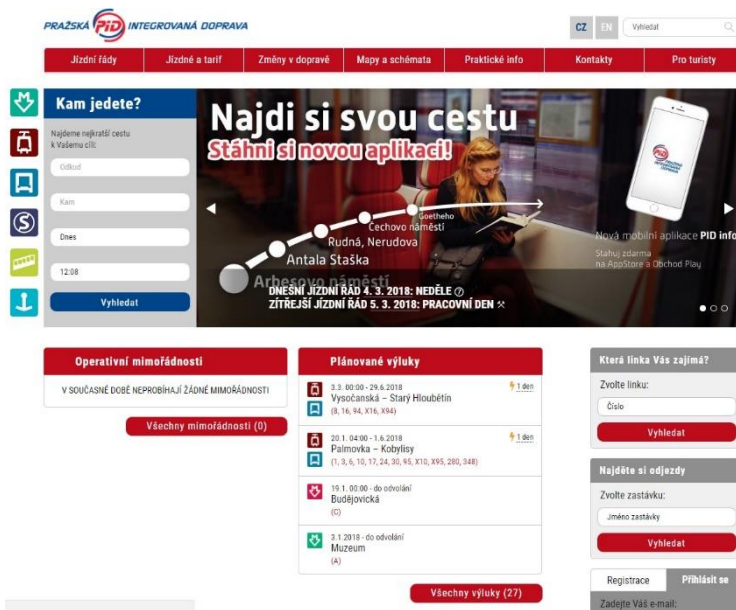 PRAŽSKÁ PiD INTEGROVANÁ DOPRAVA
CZ EN Vyhledat
Jízdní řády Jízdné a tarif Změny v dopravě Mapy a schémata Praktické info Kontakty Pro turisty
Kam jedete?
Najdeme nejkratší cestu
k Vašemu cíli:
Odkud
Kam
Dnes
12:08
Vyhledat
Najdi si svou cestu
Stáhni si novou aplikaci!
Goetheho
Čechovo náměstí
Rudná, Nerudova
Antala Staška
Arbesovo náměstí
DNEŠNÍ JÍZDNÍ ŘÁD 4. 3. 2018: NEDĚLE
ZÍTŘEJŠÍ JÍZDNÍ ŘÁD 5. 3. 2018: PRACOVNÍ DEN
PiD PRAŽSKÁ INTEGROVANÁ DOPRAVA
Nová mobilní aplikace PID info
Stahuj zdarma
na AppStore a Obchod Play
Operativní mimořádnosti
V SOUČASNÉ DOBĚ NEPROBÍHAJÍ ŽÁDNÉ MIMOŘÁDNOSTI
Všechny mimořádnosti (0)
Plánované výluky
3.3. 00:00 - 29.6.2018 1 den
Vysočanská – Starý Hloubětín
(8, 16, 94, X16, X94)
20.1. 04:00 - 1.6.2018 1 den
Palmovka – Kobylisy
(1, 3, 6, 10, 17, 24, 30, 95, X10, X95, 280, 348)
19.1. 00:00 - do odvolání
Budějovická
(C)
3.1.2018 - do odvolání
Muzeum
(A)
Všechny výluky (27)
Která linka Vás zajímá?
Zvolte linku:
Číslo
Vyhledat
Najděte si odjezdy
Zvolte zastávku:
Jméno zastávky
Vyhledat
Registrace Přihlásit se
Zadejte Váš e-mail: